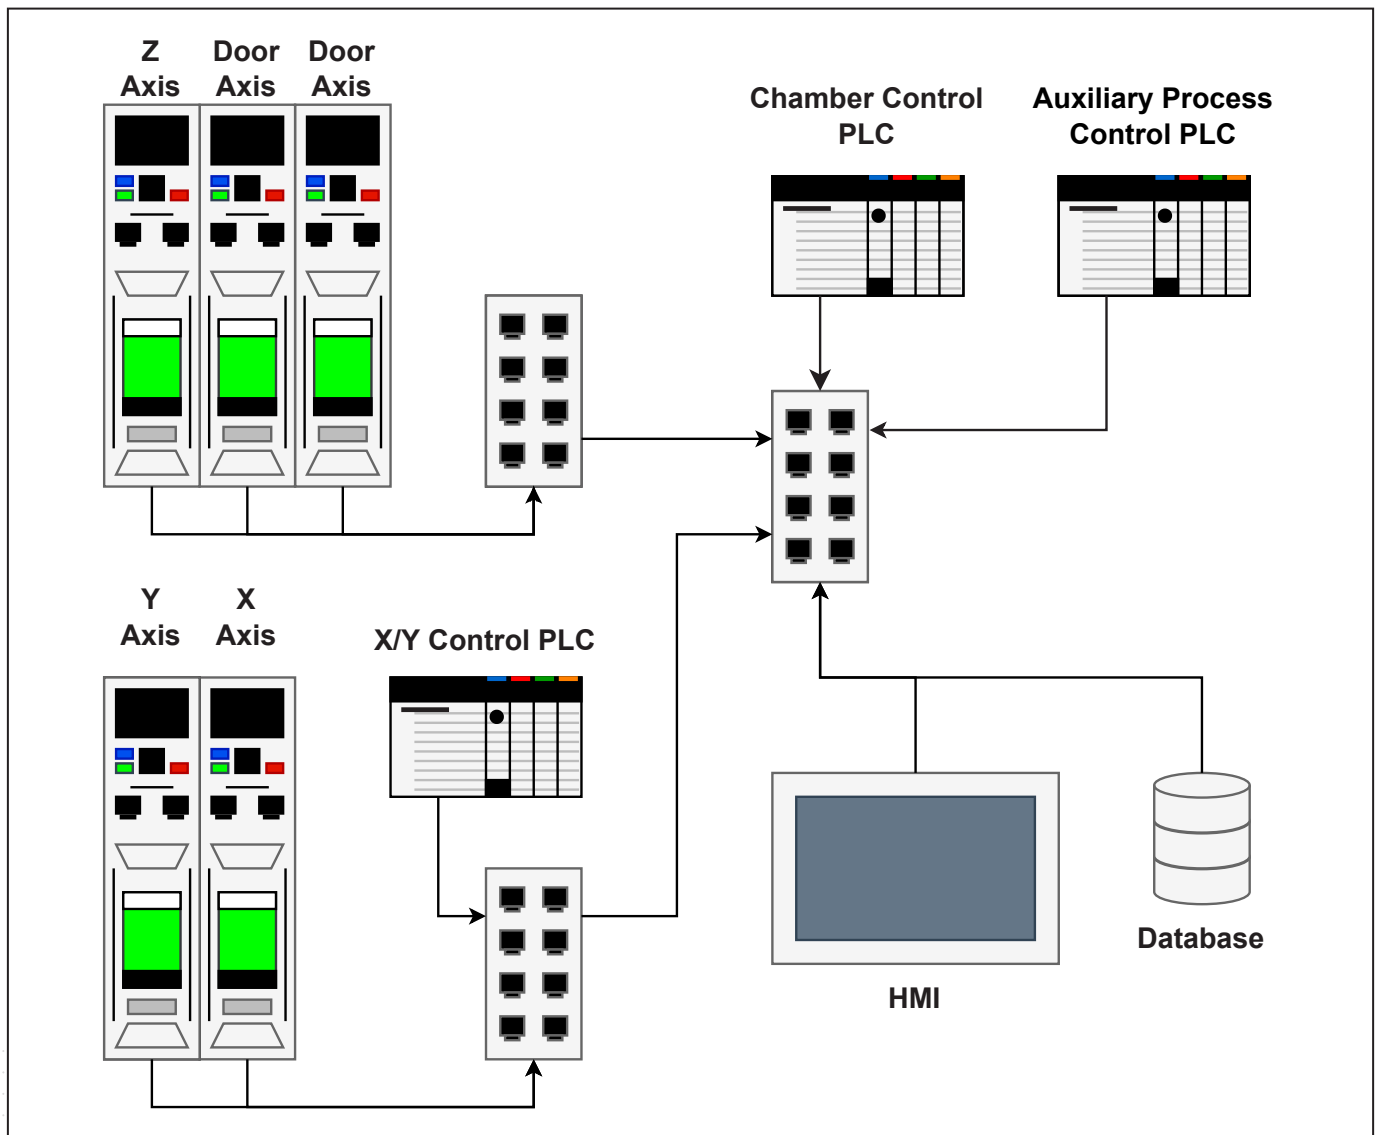 Z
Axis
Door
Axis
Door
Axis
Chamber Control
PLC
Auxiliary Process
Control PLC
Y
Axis
X
Axis
X/Y Control PLC
HMI
Database